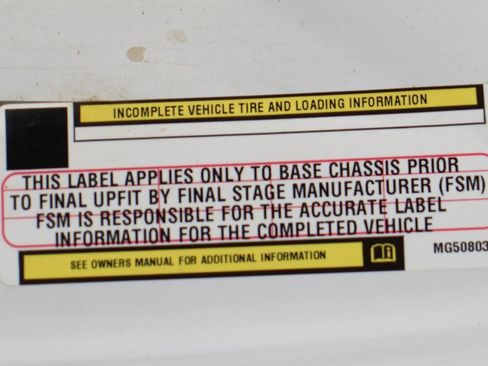 INCOMPLETE VEHICLE TIRE AND LOADING INFORMATION
THIS LABEL APPLIES ONLY TO BASE CHASSIS PRIOR
TO FINAL UPFIT BY FINAL STAGE MANUFACTURER (FSM)
FSM IS RESPONSIBLE FOR THE ACCURATE LABEL
INFORMATION FOR THE COMPLETED VEHICLE
SEE OWNERS MANUAL FOR ADDITIONAL INFORMATION
MG50803